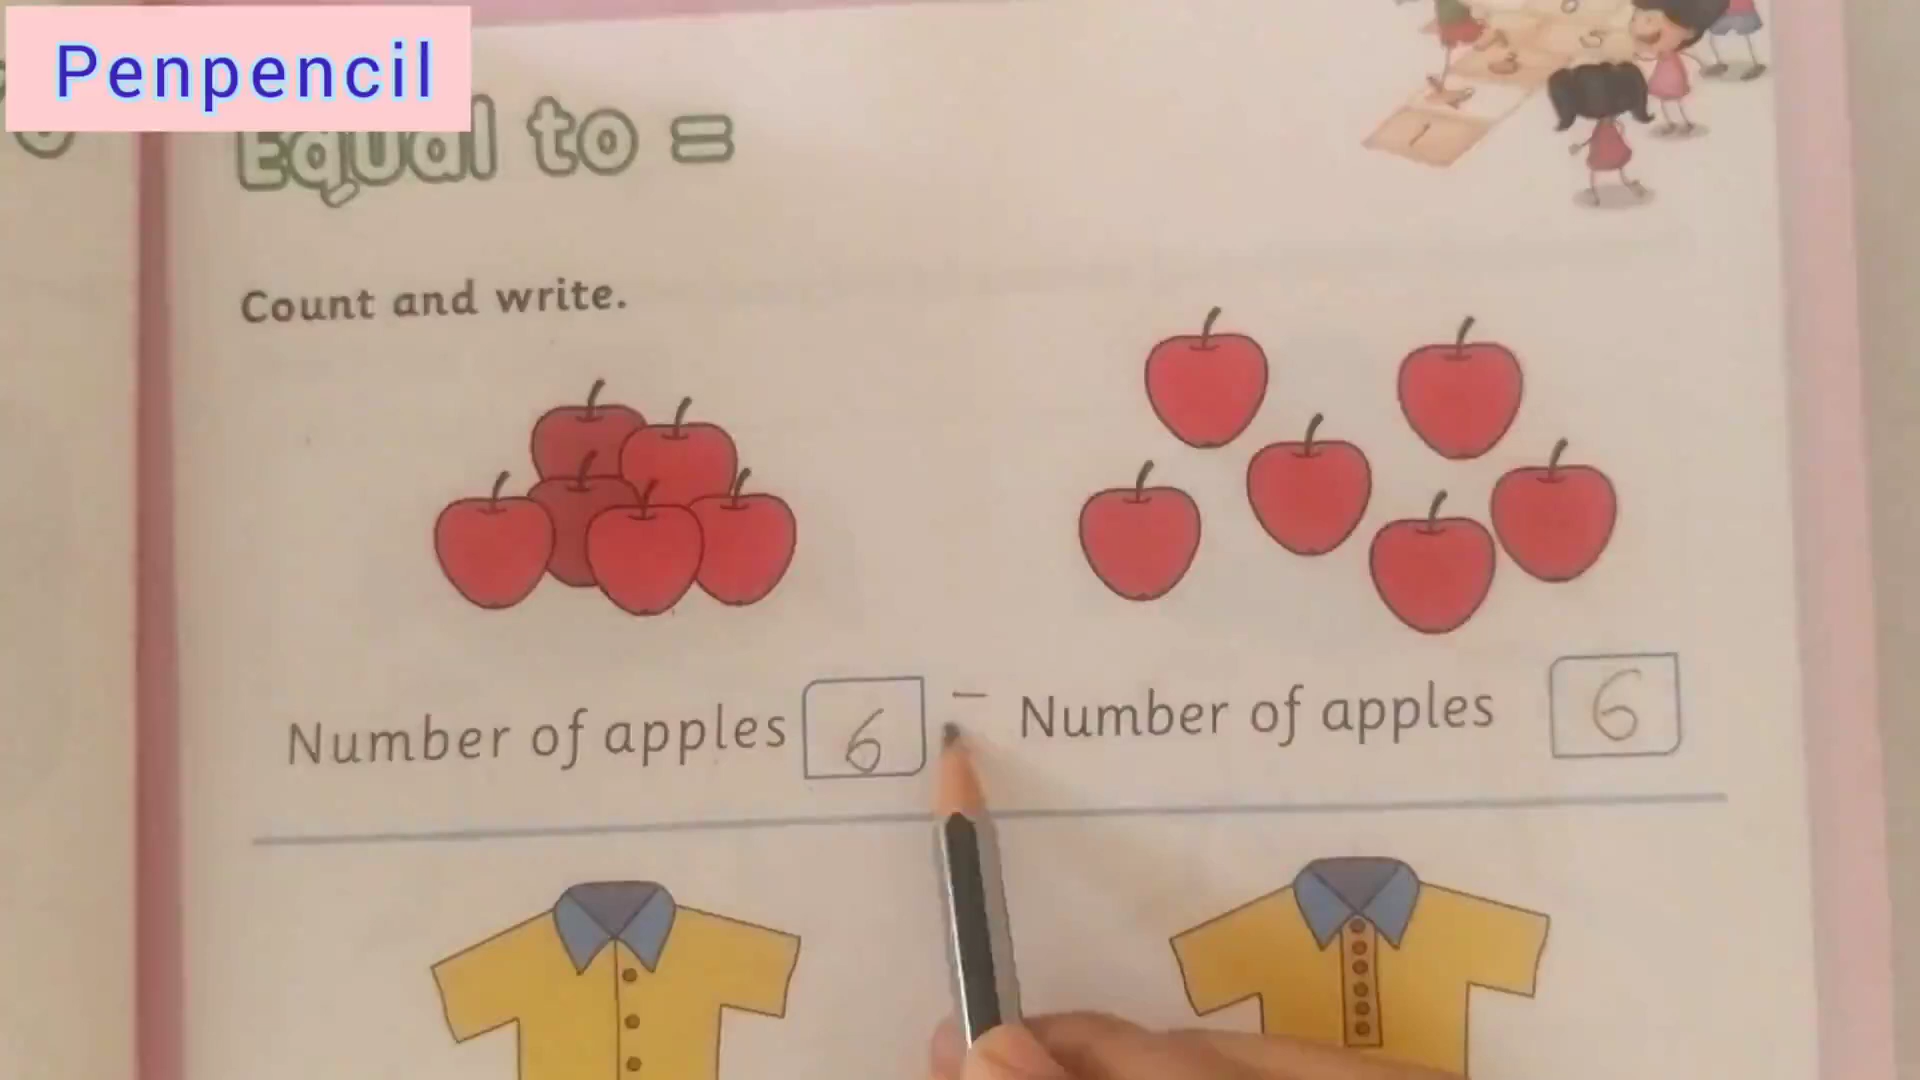 Penpencil
Equal to =
Count and write.
Number of apples 6 – Number of apples 6